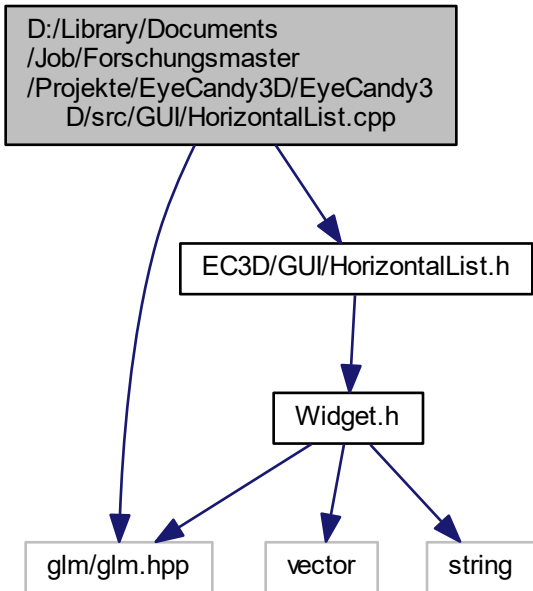 D:/Library/Documents
/Job/Forschungsmaster
/Projekte/EyeCandy3D/EyeCandy3
D/src/GUI/HorizontalList.cpp
EC3D/GUI/HorizontalList.h
Widget.h
glm/glm.hpp
vector
string